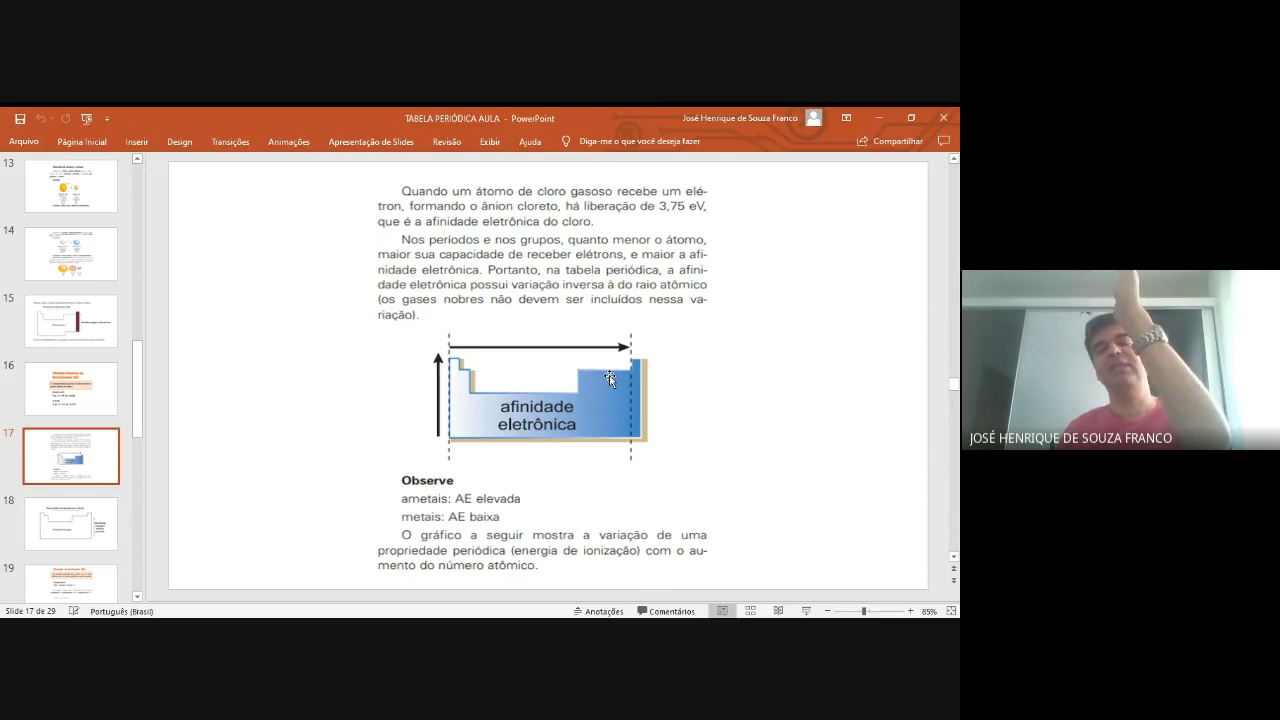 TABELA PERIÓDICA AULA - PowerPoint
José Henrique de Souza Franco
Arquivo Página Inicial Inserir Design Transições Animações Apresentação de Slides Revisão Exibir Ajuda Diga-me o que você deseja fazer Compartilhar
13
14
15
16
17
18
19
Quando um átomo de cloro gasoso recebe um elé-
tron, formando o ânion cloreto, há liberação de 3,75 eV,
que é a afinidade eletrônica do cloro.
Nos períodos e nos grupos, quanto menor o átomo,
maior sua capacidade de receber elétrons, e maior a afi-
nidade eletrônica. Portanto, na tabela periódica, a afini-
dade eletrônica possui variação inversa à do raio atômico
(os gases nobres não devem ser incluídos nessa va-
riação).
afinidade
eletrônica
Observe
ametais: AE elevada
metais: AE baixa
O gráfico a seguir mostra a variação de uma
propriedade periódica (energia de ionização) com o au-
mento do número atômico.
Slide 17 de 29 Português (Brasil) Anotações Comentários 85%
JOSÉ HENRIQUE DE SOUZA FRANCO